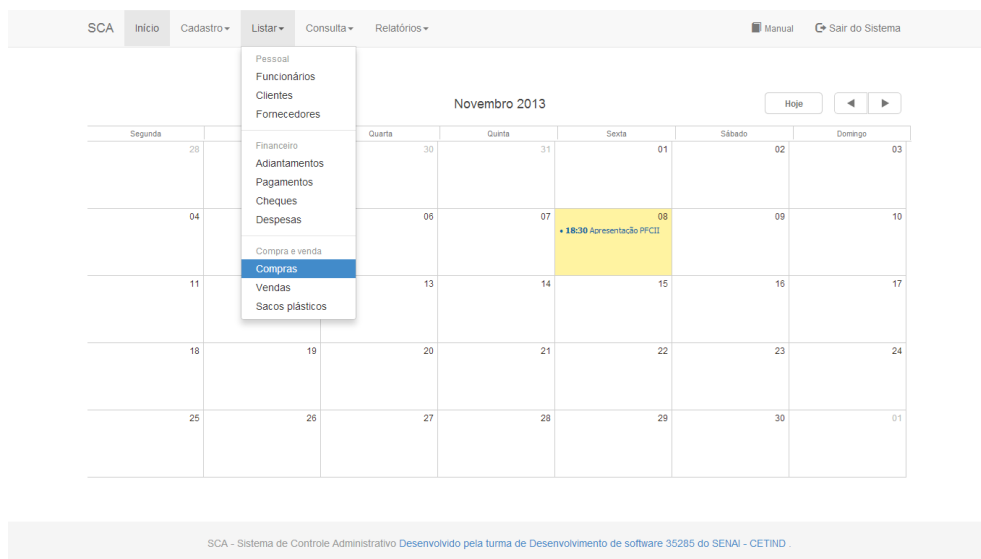 SCA Início Cadastro Listar Consulta Relatórios Manual Sair do Sistema
Pessoal
Funcionários
Clientes
Fornecedores
Financeiro
Adiantamentos
Pagamentos
Cheques
Despesas
Compra e venda
Compras
Vendas
Sacos plásticos
Novembro 2013 Hoje
Segunda Quarta Quinta Sexta Sábado Domingo
28 30 31 01 02 03
04 06 07 08 09 10
• 18:30 Apresentação PFCII
11 13 14 15 16 17
18 19 20 21 22 23 24
25 26 27 28 29 30 01
SCA - Sistema de Controle Administrativo Desenvolvido pela turma de Desenvolvimento de software 35285 do SENAI - CETIND .